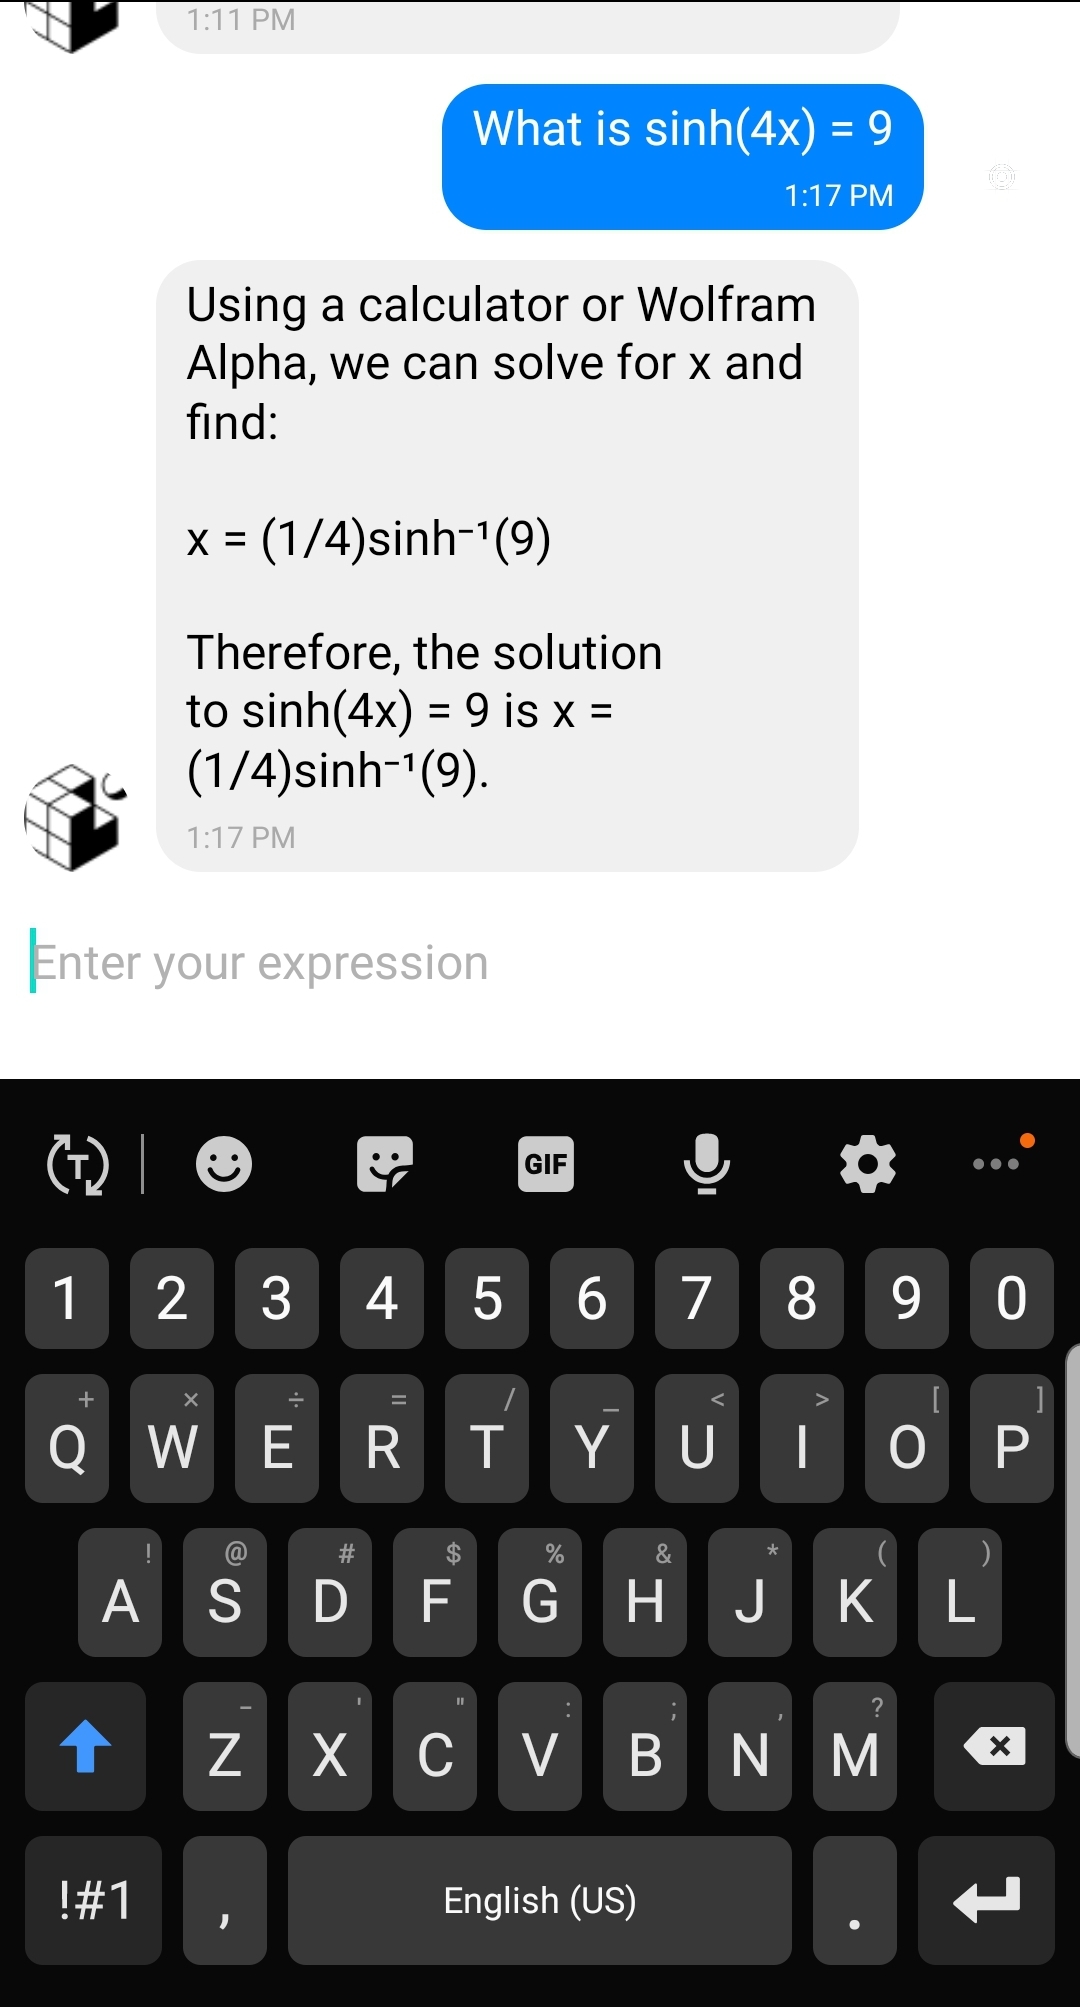 1:11 PM
What is sinh(4x) = 9
1:17 PM
Using a calculator or Wolfram
Alpha, we can solve for x and
find:
x = (1/4)sinh⁻¹(9)
Therefore, the solution
to sinh(4x) = 9 is x =
(1/4)sinh⁻¹(9).
1:17 PM
Enter your expression
T GIF
1 2 3 4 5 6 7 8 9 0
+ × ÷ = / _ < > [ ]
Q W E R T Y U I O P
! @ # $ % & * ( )
A S D F G H J K L
- ' " : ; , ?
Z X C V B N M
!#1 , English (US) .